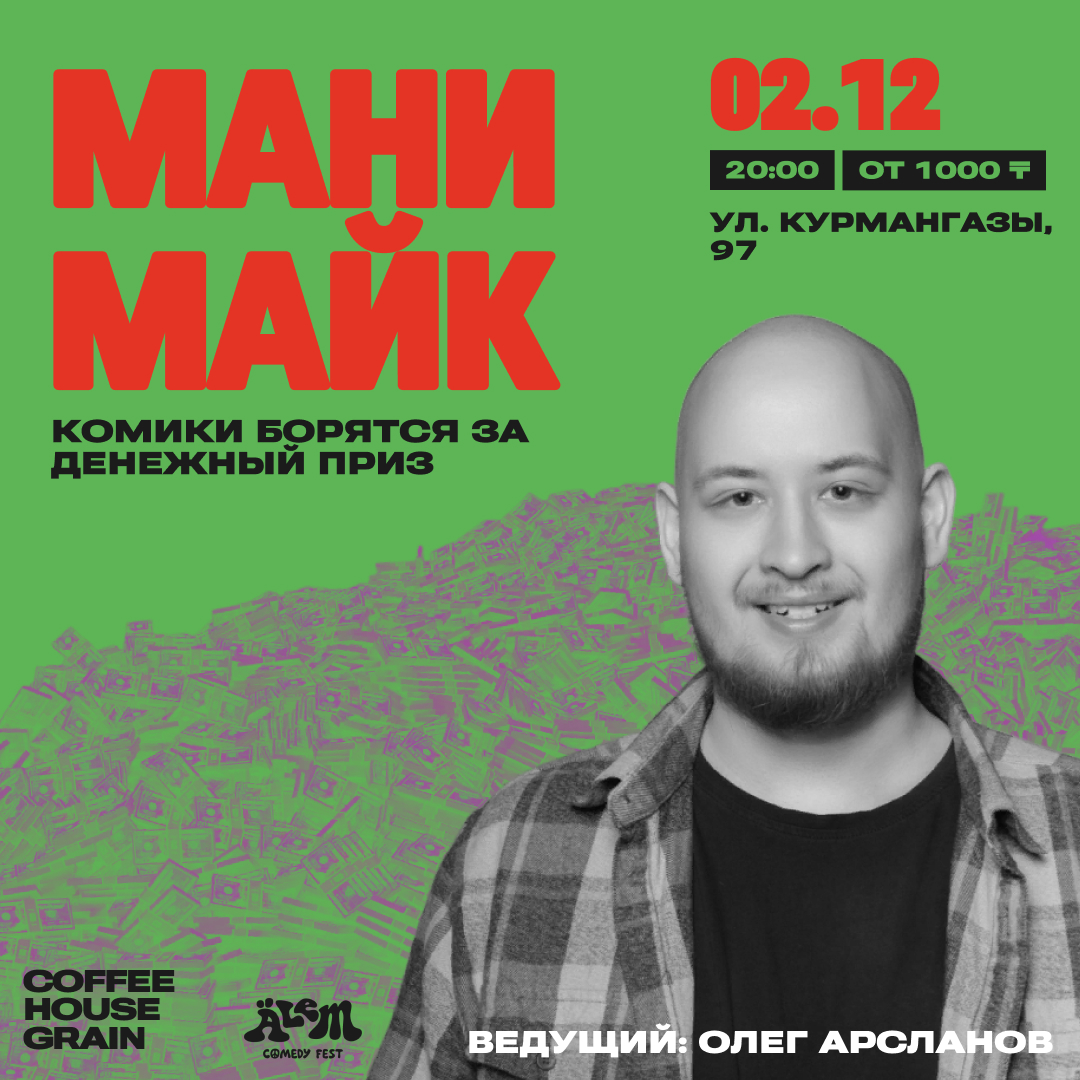 МАНИ
МАЙК
КОМИКИ БОРЯТСЯ ЗА
ДЕНЕЖНЫЙ ПРИЗ
02.12
20:00 ОТ 1000 ₸
УЛ. КУРМАНГАЗЫ,
97
COFFEE
HOUSE
GRAIN
ÄLEM
COMEDY FEST
ВЕДУЩИЙ: ОЛЕГ АРСЛАНОВ